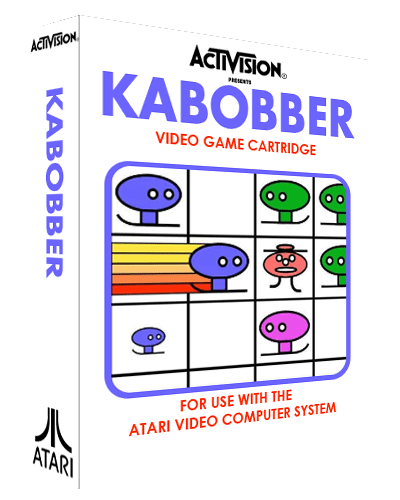 ACTIVISION®
KABOBBER
ATARI
ACTIVISION®
PRESENTS
KABOBBER
VIDEO GAME CARTRIDGE
FOR USE WITH THE
ATARI VIDEO COMPUTER SYSTEM